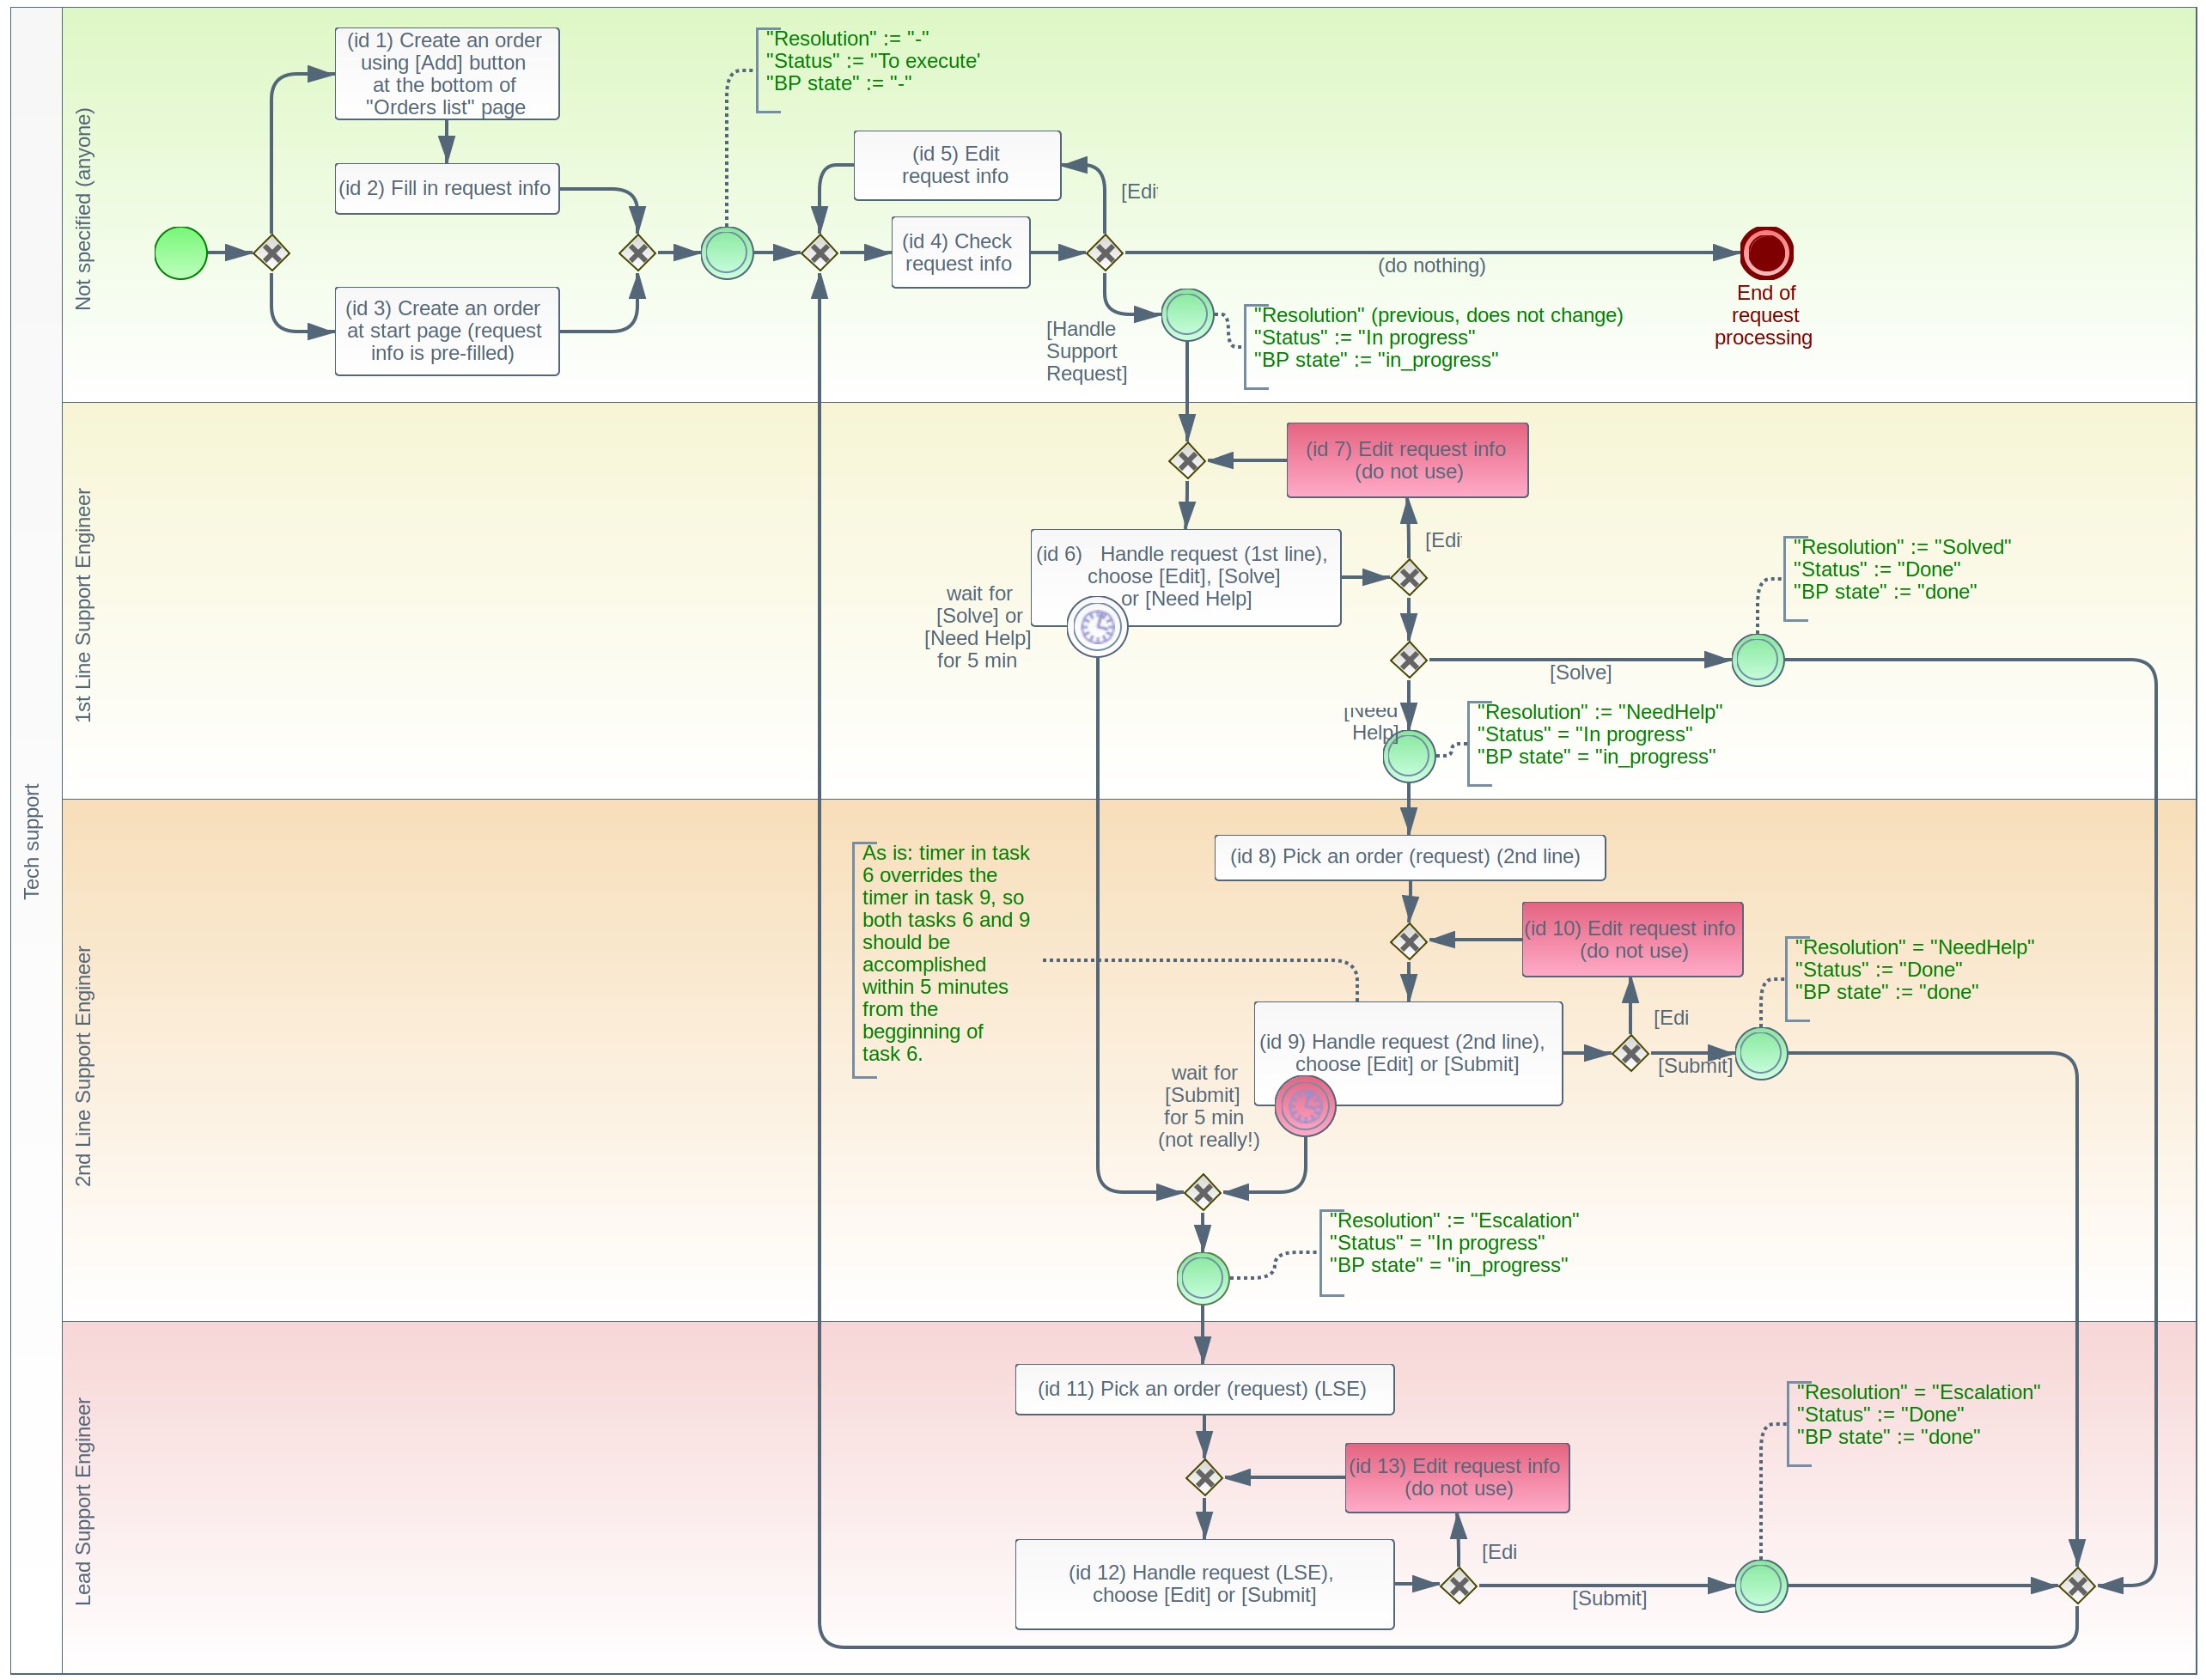 Tech support
Not specified (anyone)
(id 1) Create an order
using [Add] button
at the bottom of
"Orders list" page
"Resolution" := "-"
"Status" := "To execute'
"BP state" := "-"
(id 2) Fill in request info
(id 5) Edit
request info
[Edi
(id 4) Check
request info
(do nothing)
(id 3) Create an order
at start page (request
info is pre-filled)
[Handle
Support
Request]
"Resolution" (previous, does not change)
"Status" := "In progress"
"BP state" := "in_progress"
End of
request
processing
1st Line Support Engineer
(id 7) Edit request info
(do not use)
[Edi
(id 6) Handle request (1st line),
choose [Edit], [Solve]
or [Need Help]
wait for
[Solve] or
[Need Help]
for 5 min
"Resolution" := "Solved"
"Status" := "Done"
"BP state" := "done"
[Solve]
[Need
Help]
"Resolution" := "NeedHelp"
"Status" = "In progress"
"BP state" = "in_progress"
2nd Line Support Engineer
(id 8) Pick an order (request) (2nd line)
As is: timer in task
6 overrides the
timer in task 9, so
both tasks 6 and 9
should be
accomplished
within 5 minutes
from the
begginning of
task 6.
(id 10) Edit request info
(do not use)
"Resolution" = "NeedHelp"
"Status" := "Done"
"BP state" := "done"
[Edi
(id 9) Handle request (2nd line),
choose [Edit] or [Submit]
[Submit]
wait for
[Submit]
for 5 min
(not really!)
"Resolution" := "Escalation"
"Status" = "In progress"
"BP state" = "in_progress"
Lead Support Engineer
(id 11) Pick an order (request) (LSE)
"Resolution" = "Escalation"
"Status" := "Done"
"BP state" := "done"
(id 13) Edit request info
(do not use)
[Edi
(id 12) Handle request (LSE),
choose [Edit] or [Submit]
[Submit]